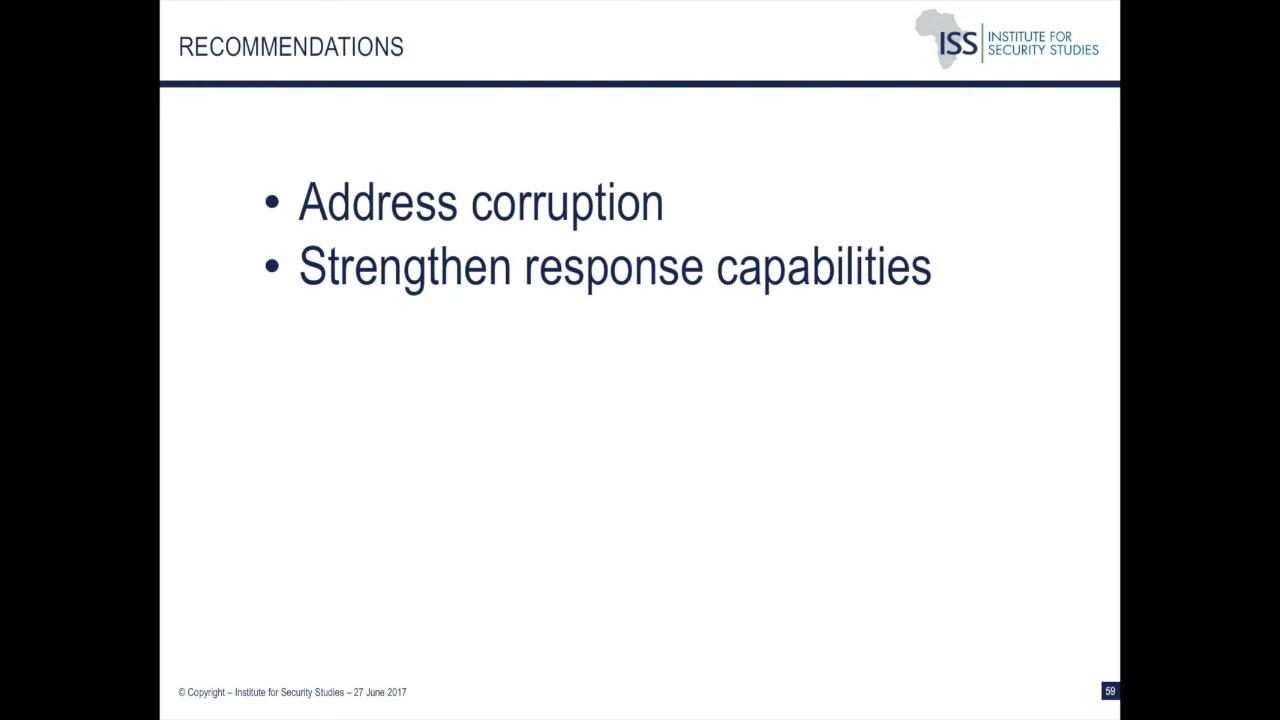 RECOMMENDATIONS
ISS
INSTITUTE FOR
SECURITY STUDIES
• Address corruption
• Strengthen response capabilities
© Copyright – Institute for Security Studies – 27 June 2017
59